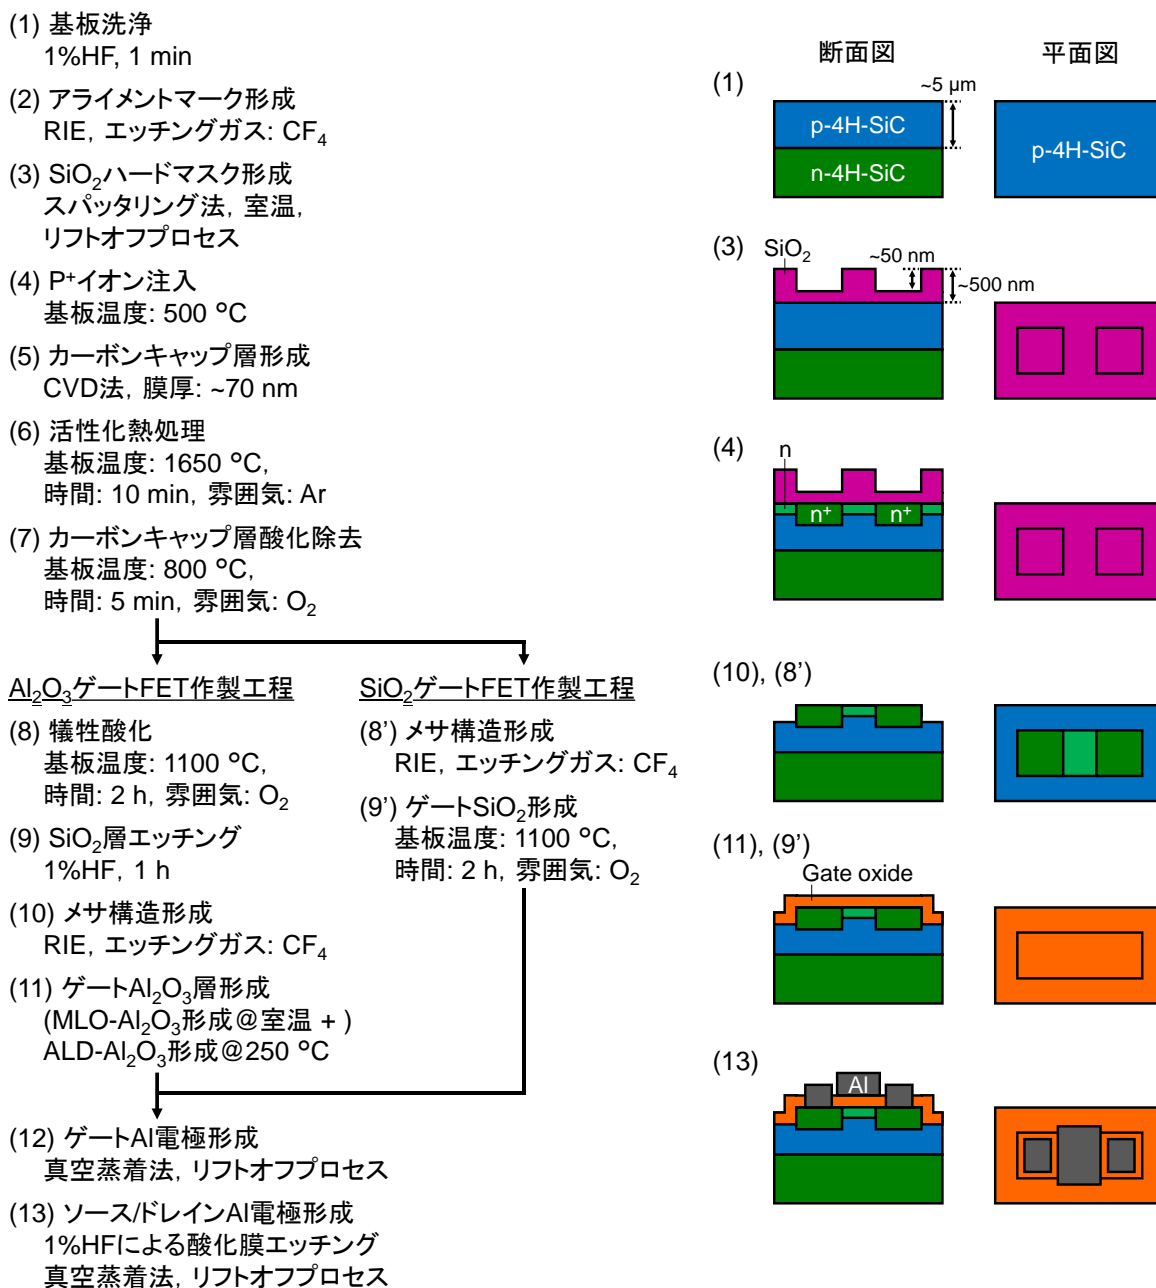 (1) 基板洗浄
1%HF, 1 min
(2) アライメントマーク形成
RIE, エッチングガス: CF₄
(3) SiO₂ハードマスク形成
スパッタリング法, 室温,
リフトオフプロセス
(4) P⁺イオン注入
基板温度: 500 °C
(5) カーボンキャップ層形成
CVD法, 膜厚: ~70 nm
(6) 活性化熱処理
基板温度: 1650 °C,
時間: 10 min, 雰囲気: Ar
(7) カーボンキャップ層酸化除去
基板温度: 800 °C,
時間: 5 min, 雰囲気: O₂
Al₂O₃ゲートFET作製工程
(8) 犠牲酸化
基板温度: 1100 °C,
時間: 2 h, 雰囲気: O₂
(9) SiO₂層エッチング
1%HF, 1 h
(10) メサ構造形成
RIE, エッチングガス: CF₄
(11) ゲートAl₂O₃層形成
(MLO-Al₂O₃形成@室温 + )
ALD-Al₂O₃形成@250 °C
SiO₂ゲートFET作製工程
(8’) メサ構造形成
RIE, エッチングガス: CF₄
(9’) ゲートSiO₂形成
基板温度: 1100 °C,
時間: 2 h, 雰囲気: O₂
(12) ゲートAl電極形成
真空蒸着法, リフトオフプロセス
(13) ソース/ドレインAl電極形成
1%HFによる酸化膜エッチング
真空蒸着法, リフトオフプロセス
断面図
平面図
(1)
~5 μm
p-4H-SiC
n-4H-SiC
p-4H-SiC
(3)
SiO₂
~50 nm
~500 nm
(4)
n
n⁺
n⁺
(10), (8’)
(11), (9’)
Gate oxide
(13)
Al